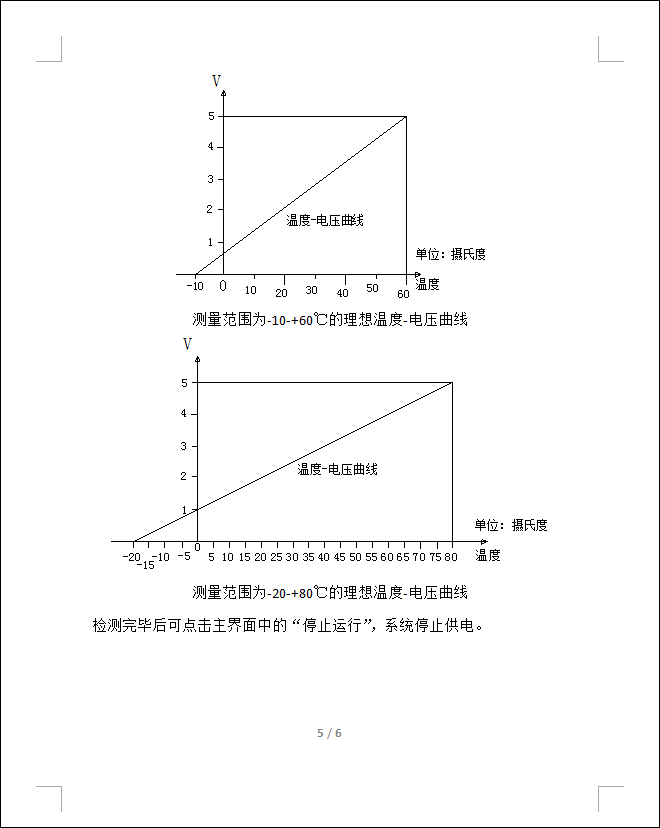 V
5
4
3
2
1
温度-电压曲线
单位：摄氏度
-10 0 10 20 30 40 50 60 温度
测量范围为-10-+60℃的理想温度-电压曲线
V
5
4
3
2
1
温度-电压曲线
单位：摄氏度
-20 -15 -10 -5 0 5 10 15 20 25 30 35 40 45 50 55 60 65 70 75 80 温度
测量范围为-20-+80℃的理想温度-电压曲线
检测完毕后可点击主界面中的“停止运行”，系统停止供电。
5 / 6